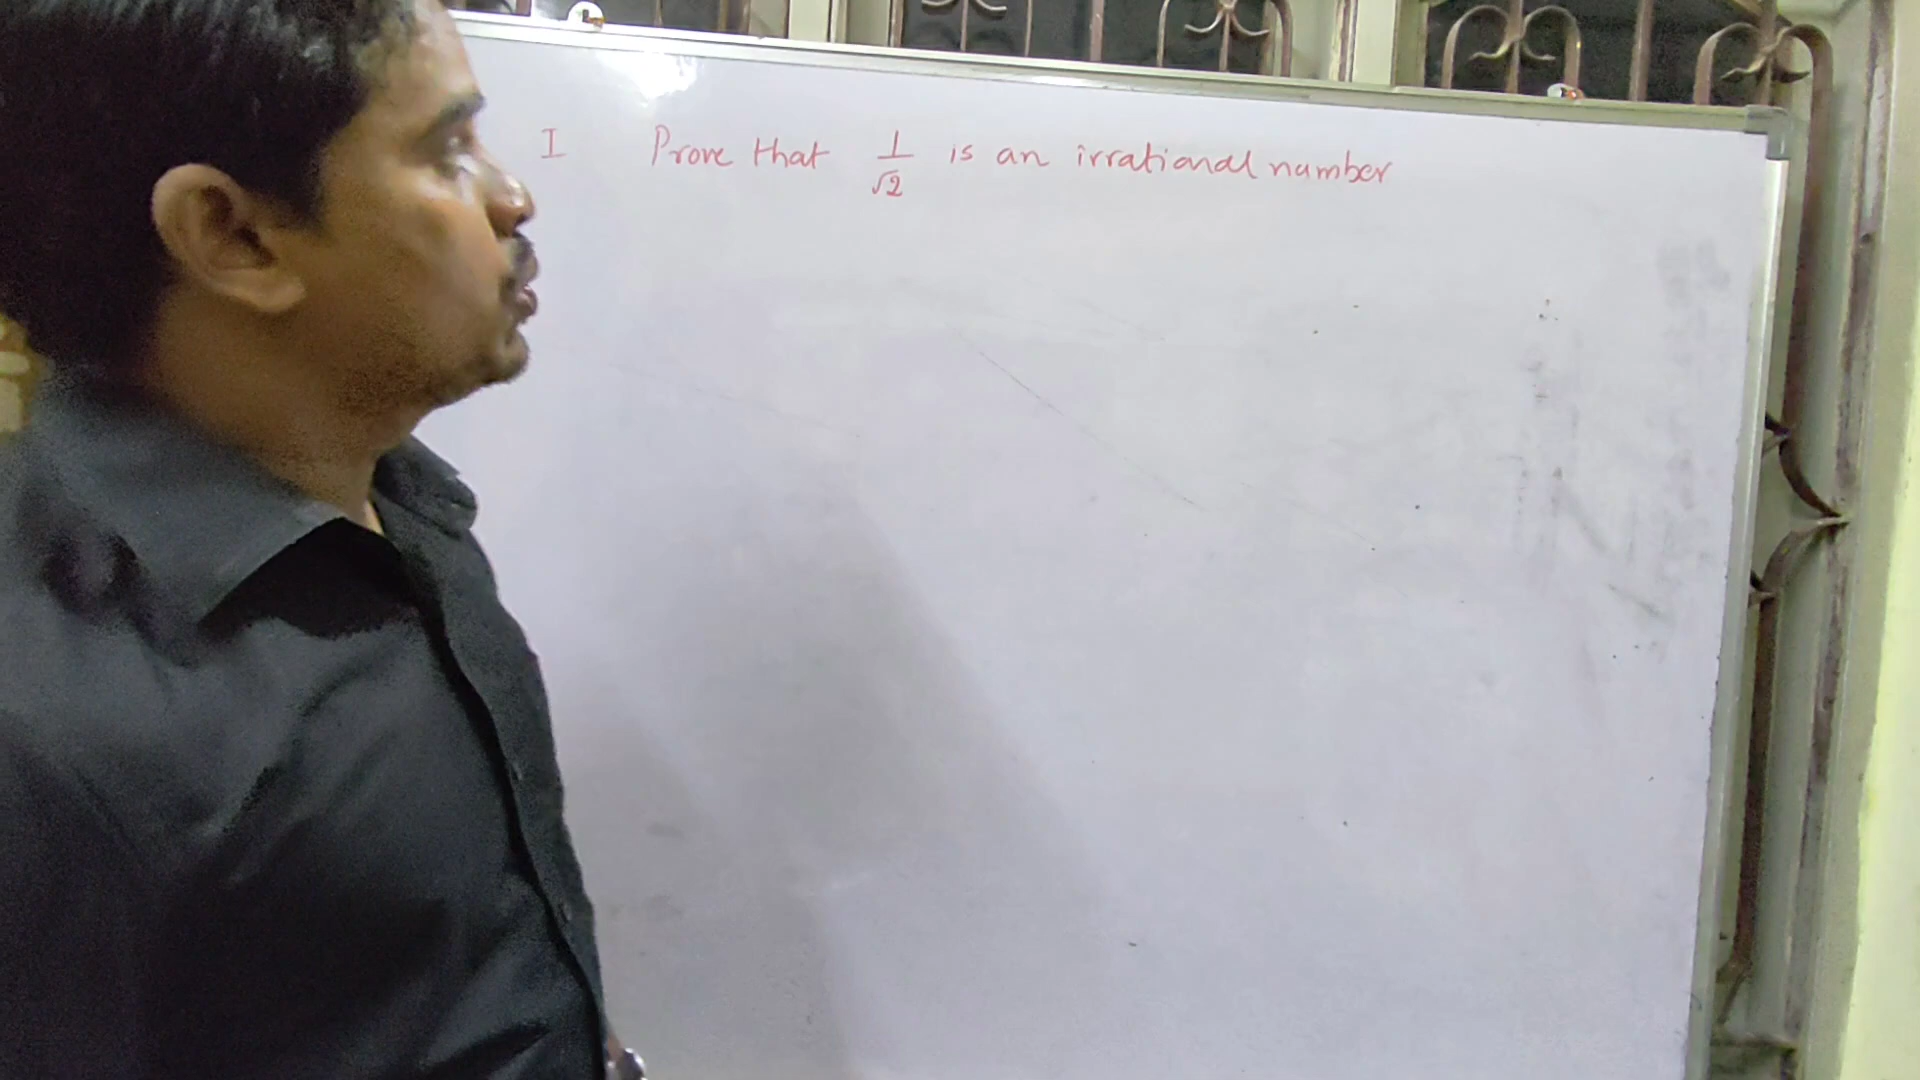 I Prove that 1/√2 is an irrational number